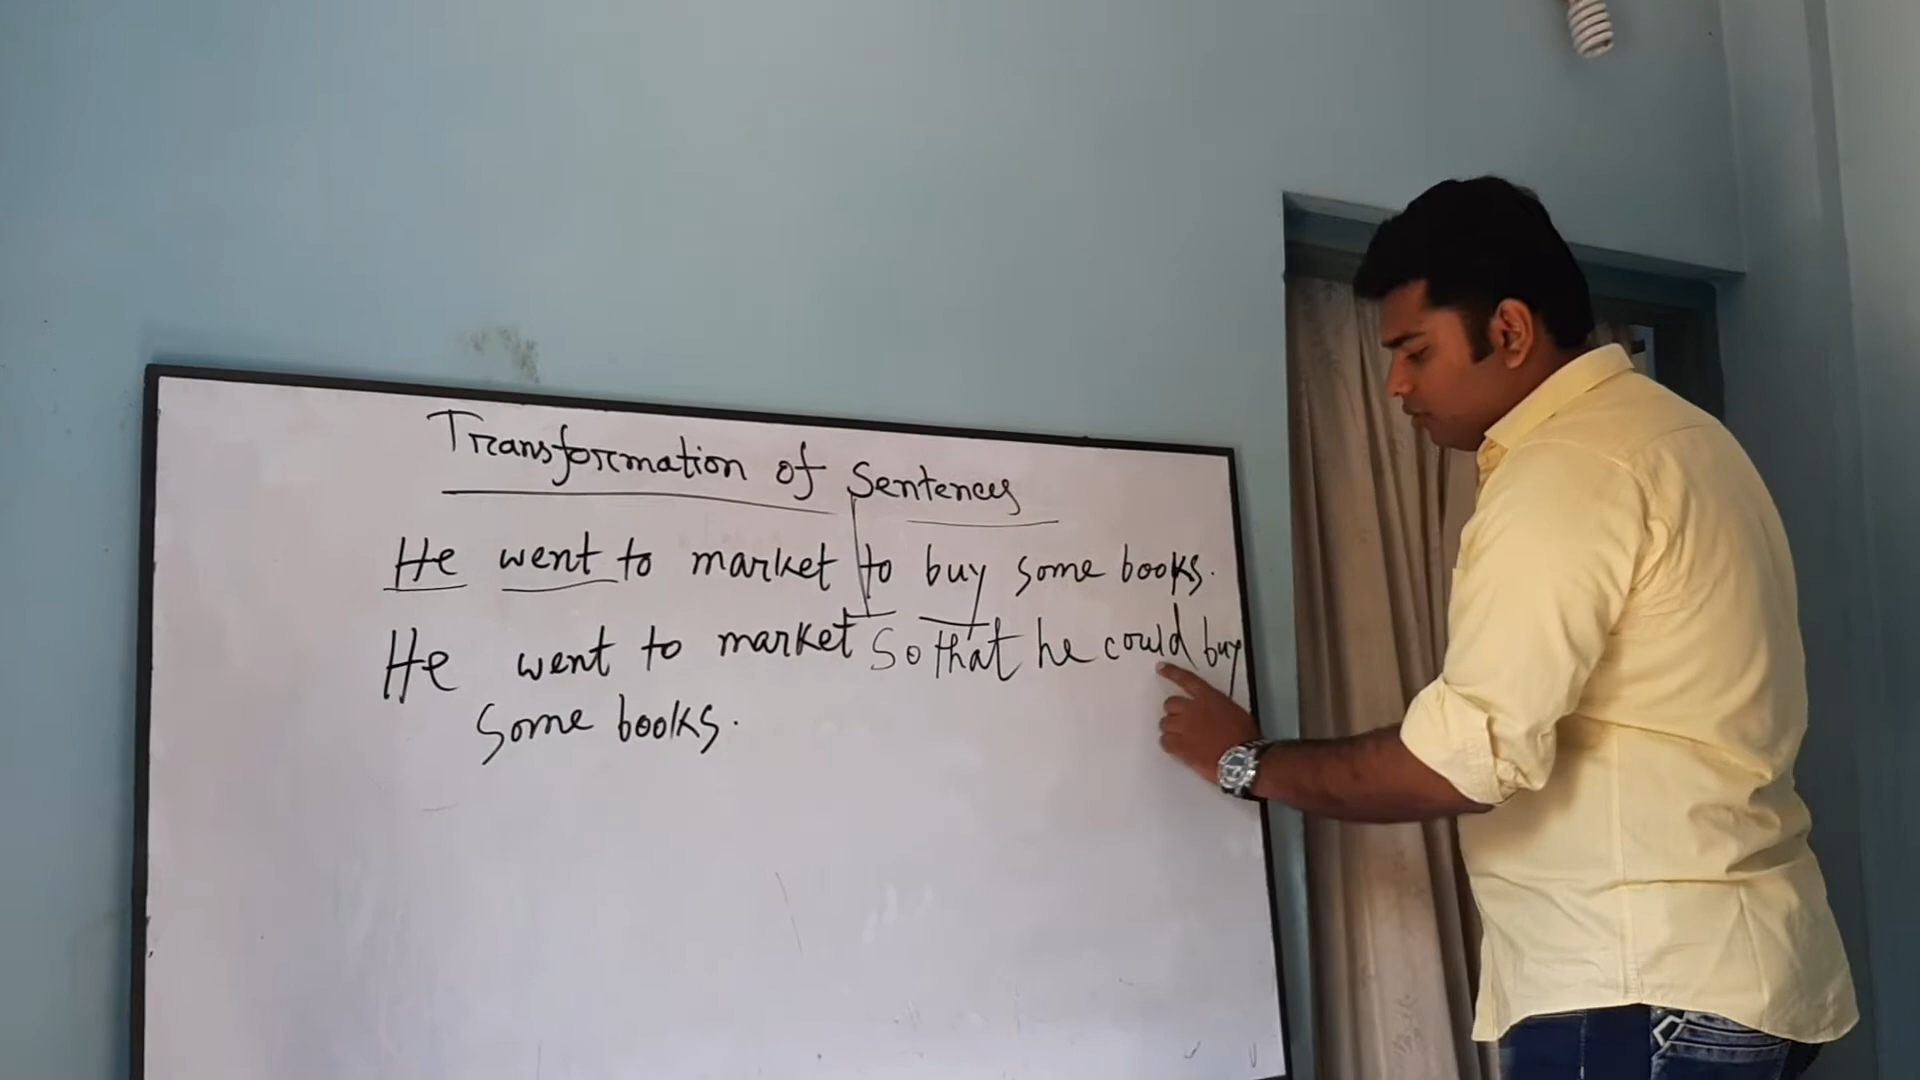 Transformation of Sentences
He went to market to buy some books.
He went to market so that he could buy
some books.